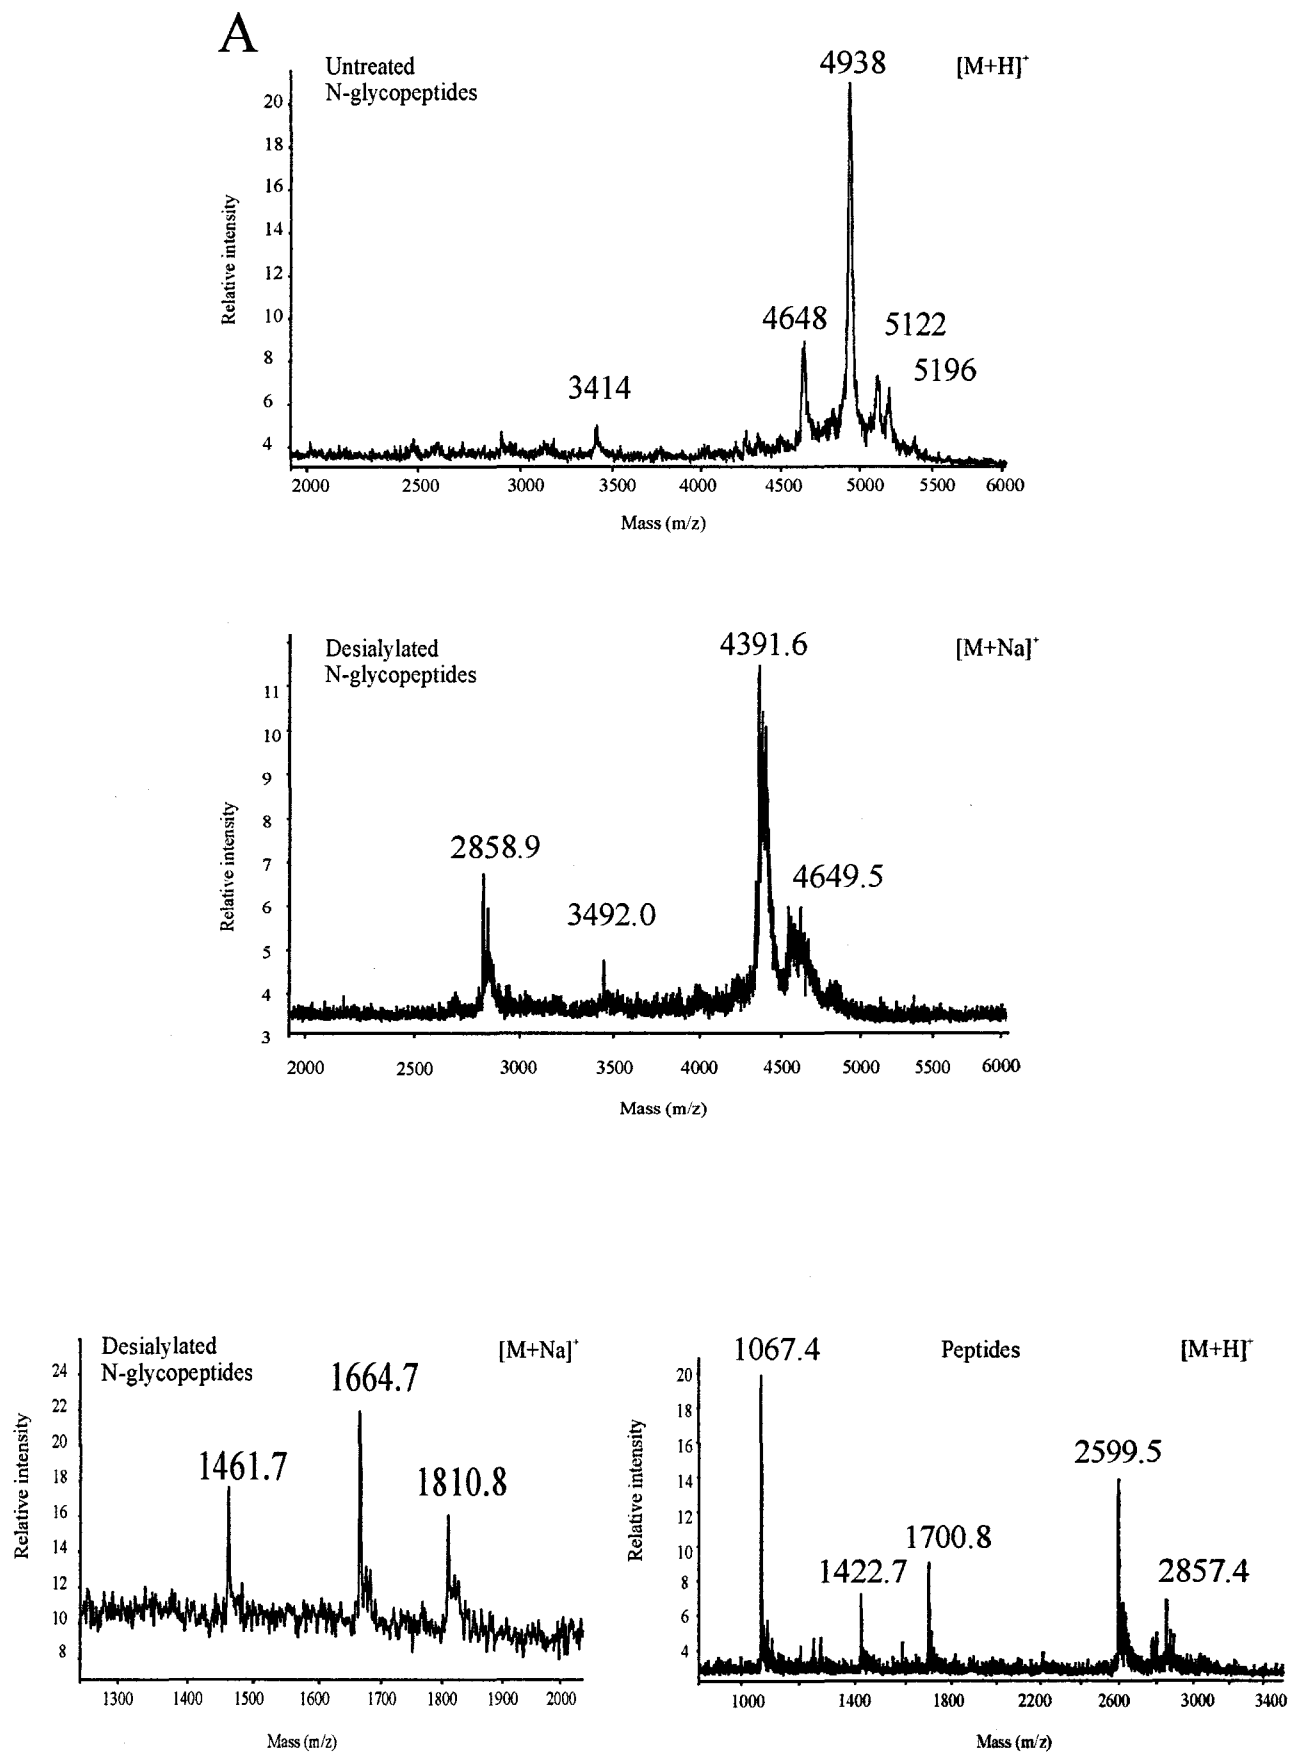 A
Untreated
N-glycopeptides
[M+H]⁺
4938
4648
5122
5196
3414
20
18
16
14
12
10
8
6
4
Relative intensity
2000 2500 3000 3500 4000 4500 5000 5500 6000
Mass (m/z)
Desialylated
N-glycopeptides
[M+Na]⁺
4391.6
2858.9
3492.0
4649.5
11
10
9
8
7
6
5
4
3
Relative intensity
2000 2500 3000 3500 4000 4500 5000 5500 6000
Mass (m/z)
Desialylated
N-glycopeptides
[M+Na]⁺
1664.7
1461.7
1810.8
24
22
20
18
16
14
12
10
8
Relative intensity
1300 1400 1500 1600 1700 1800 1900 2000
Mass (m/z)
Peptides
[M+H]⁺
1067.4
2599.5
1700.8
1422.7
2857.4
20
18
16
14
12
10
8
6
4
Relative intensity
1000 1400 1800 2200 2600 3000 3400
Mass (m/z)